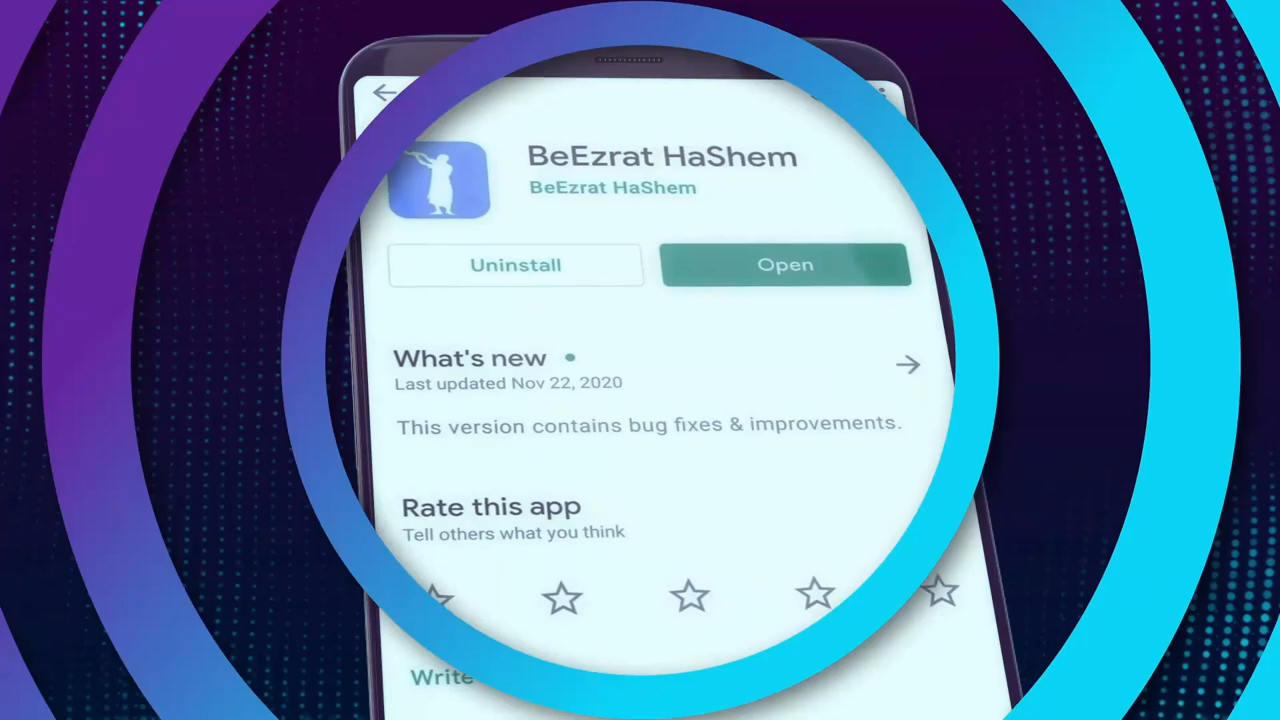 BeEzrat HaShem
BeEzrat HaShem
Uninstall
Open
What's new
Last updated Nov 22, 2020
This version contains bug fixes & improvements.
Rate this app
Tell others what you think
Write